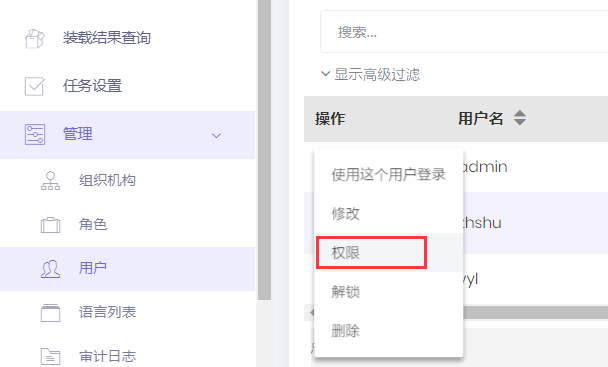 装载结果查询
任务设置
管理
组织机构
角色
用户
语言列表
审计日志
搜索...
显示高级过滤
操作 用户名
使用这个用户登录
修改
权限
解锁
删除